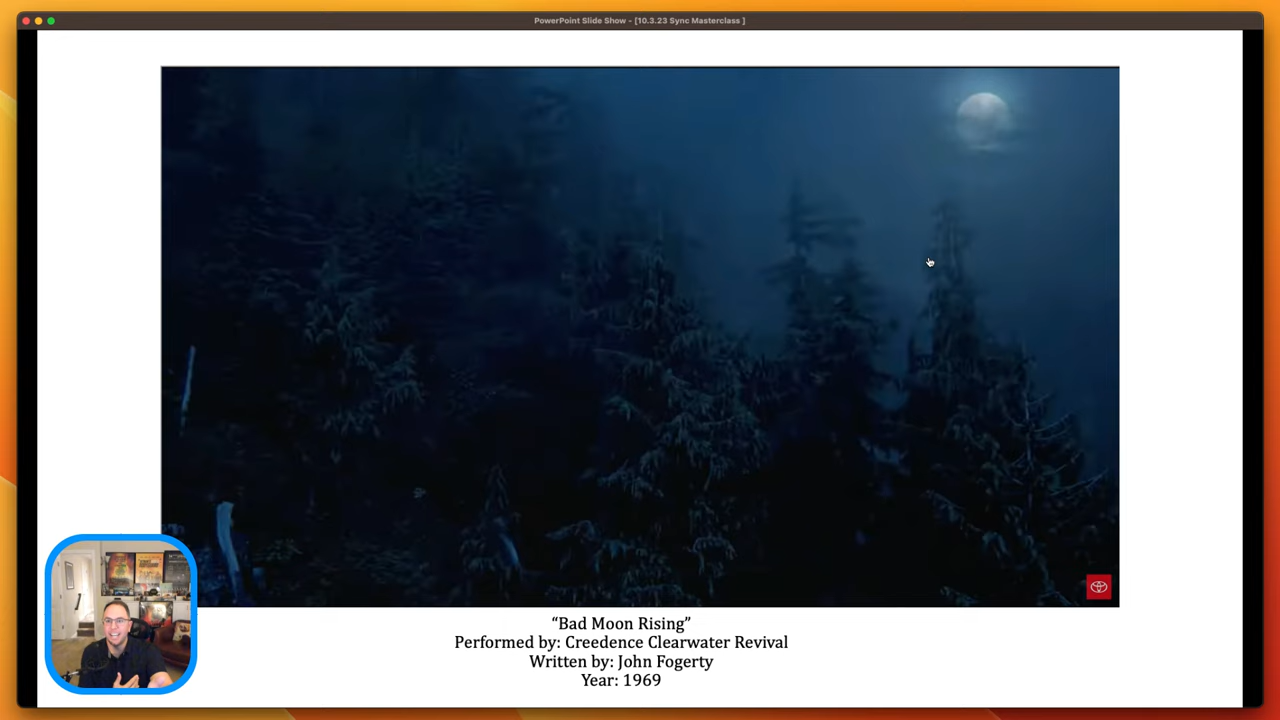 PowerPoint Slide Show - [10.3.23 Sync Masterclass ]
“Bad Moon Rising”
Performed by: Creedence Clearwater Revival
Written by: John Fogerty
Year: 1969